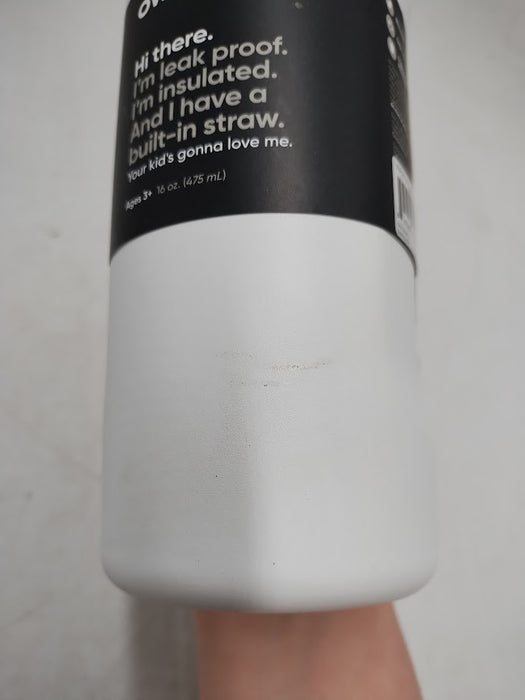 Hi there.
I'm leak proof.
I'm insulated.
And I have a
built-in straw.
Your kid's gonna love me.
Ages 3+ 16 oz. (475 mL)